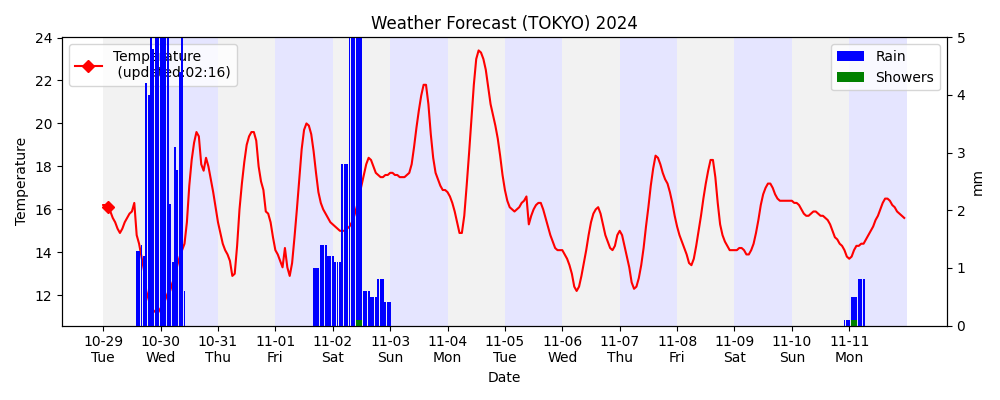 Weather Forecast (TOKYO) 2024
Temperature
(updated:02:16)
Rain
Showers
24
22
20
18
16
14
12
Temperature
5
4
3
2
1
0
mm
10-29 10-30 10-31 11-01 11-02 11-03 11-04 11-05 11-06 11-07 11-08 11-09 11-10 11-11
Tue Wed Thu Fri Sat Sun Mon Tue Wed Thu Fri Sat Sun Mon
Date